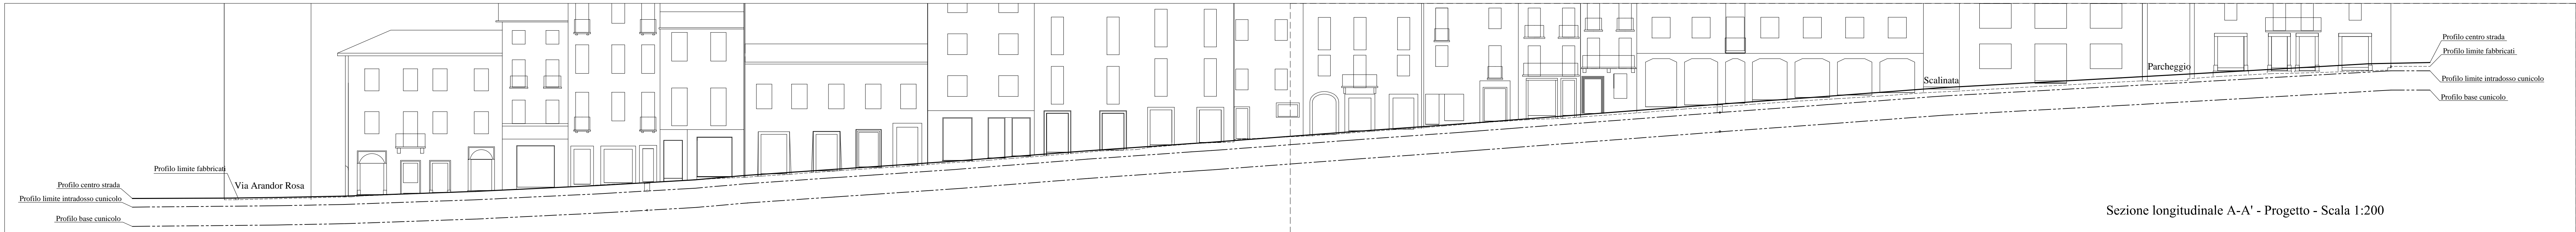 Profilo limite fabbricati
Via Arandor Rosa
Profilo centro strada
Profilo limite intradosso cunicolo
Profilo base cunicolo
Scalinata
Parcheggio
Profilo centro strada
Profilo limite fabbricati
Profilo limite intradosso cunicolo
Profilo base cunicolo
Sezione longitudinale A-A' - Progetto - Scala 1:200